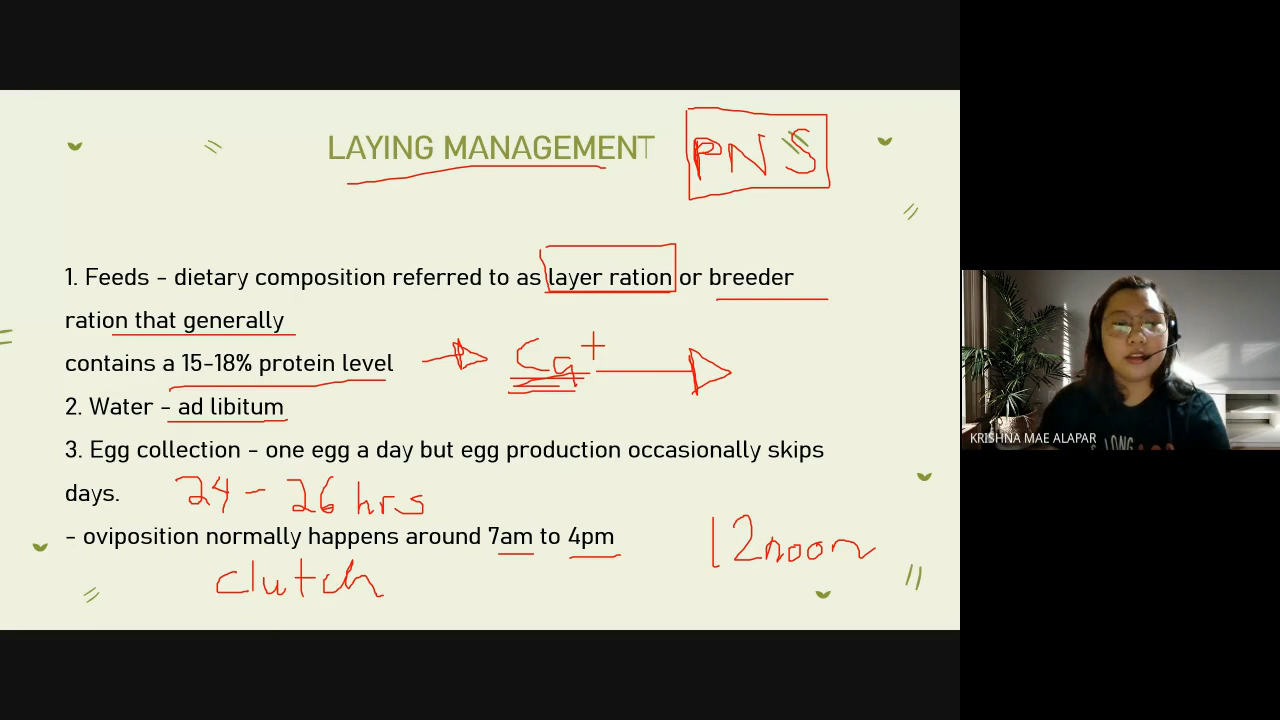 LAYING MANAGEMENT
PNS
1. Feeds - dietary composition referred to as layer ration or breeder
ration that generally
contains a 15-18% protein level
Ca+
2. Water - ad libitum
3. Egg collection - one egg a day but egg production occasionally skips
days.
24 - 26 hrs
- oviposition normally happens around 7am to 4pm
12noon
clutch
KRISHNA MAE ALAPAR